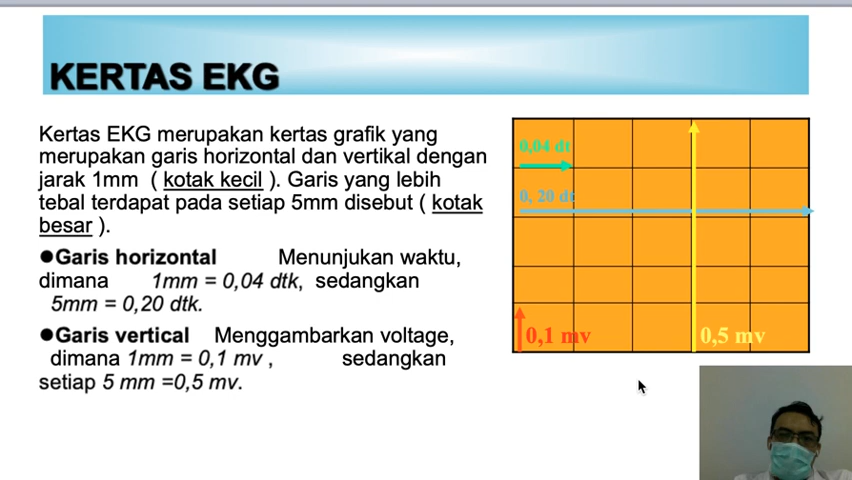 KERTAS EKG
Kertas EKG merupakan kertas grafik yang
merupakan garis horizontal dan vertikal dengan
jarak 1mm ( kotak kecil ). Garis yang lebih
tebal terdapat pada setiap 5mm disebut ( kotak
besar ).
●Garis horizontal Menunjukan waktu,
dimana 1mm = 0,04 dtk, sedangkan
5mm = 0,20 dtk.
●Garis vertical Menggambarkan voltage,
dimana 1mm = 0,1 mv , sedangkan
setiap 5 mm =0,5 mv.
0,04 dt
0, 20 dt
0,1 mv
0,5 mv